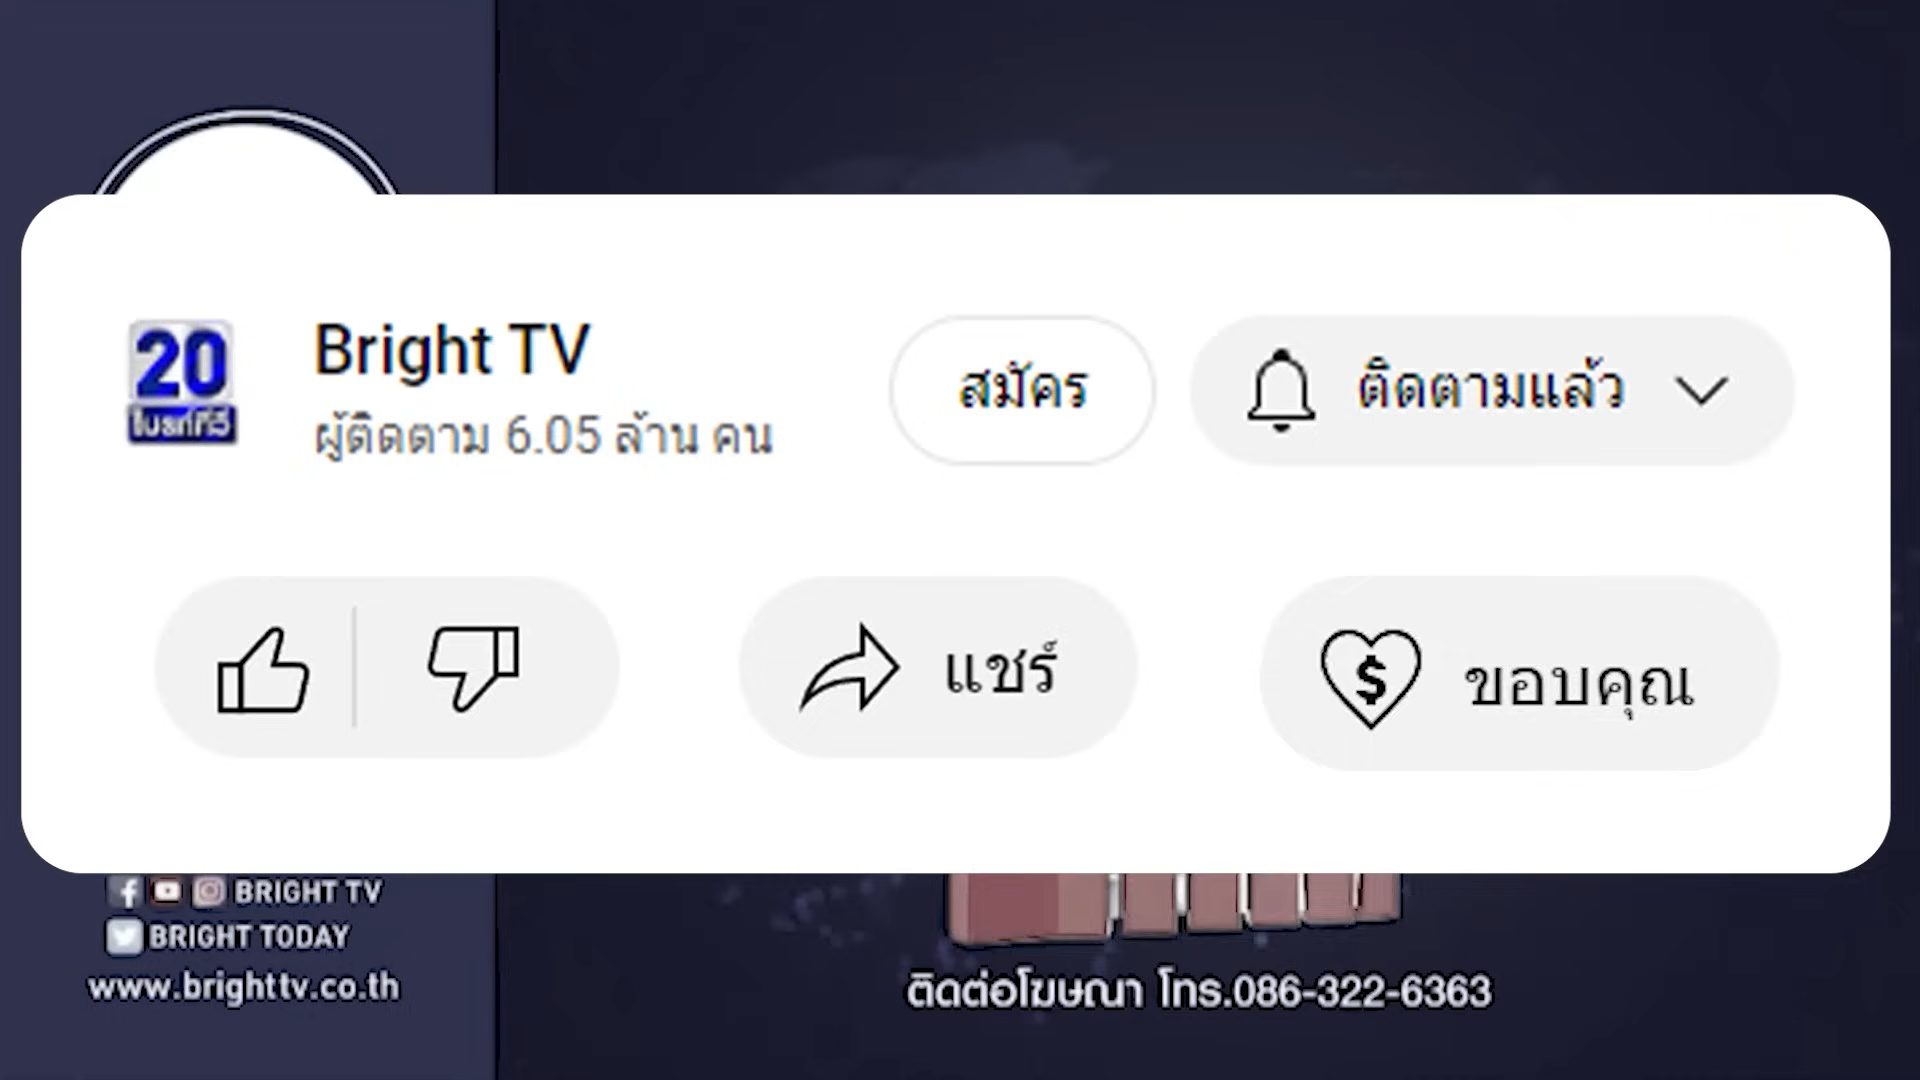 20
ไบรท์ทีวี
Bright TV
ผู้ติดตาม 6.05 ล้าน คน
สมัคร
ติดตามแล้ว
แชร์
$
ขอบคุณ
BRIGHT TV
BRIGHT TODAY
www.brighttv.co.th
ติดต่อโฆษณา โทร.086-322-6363